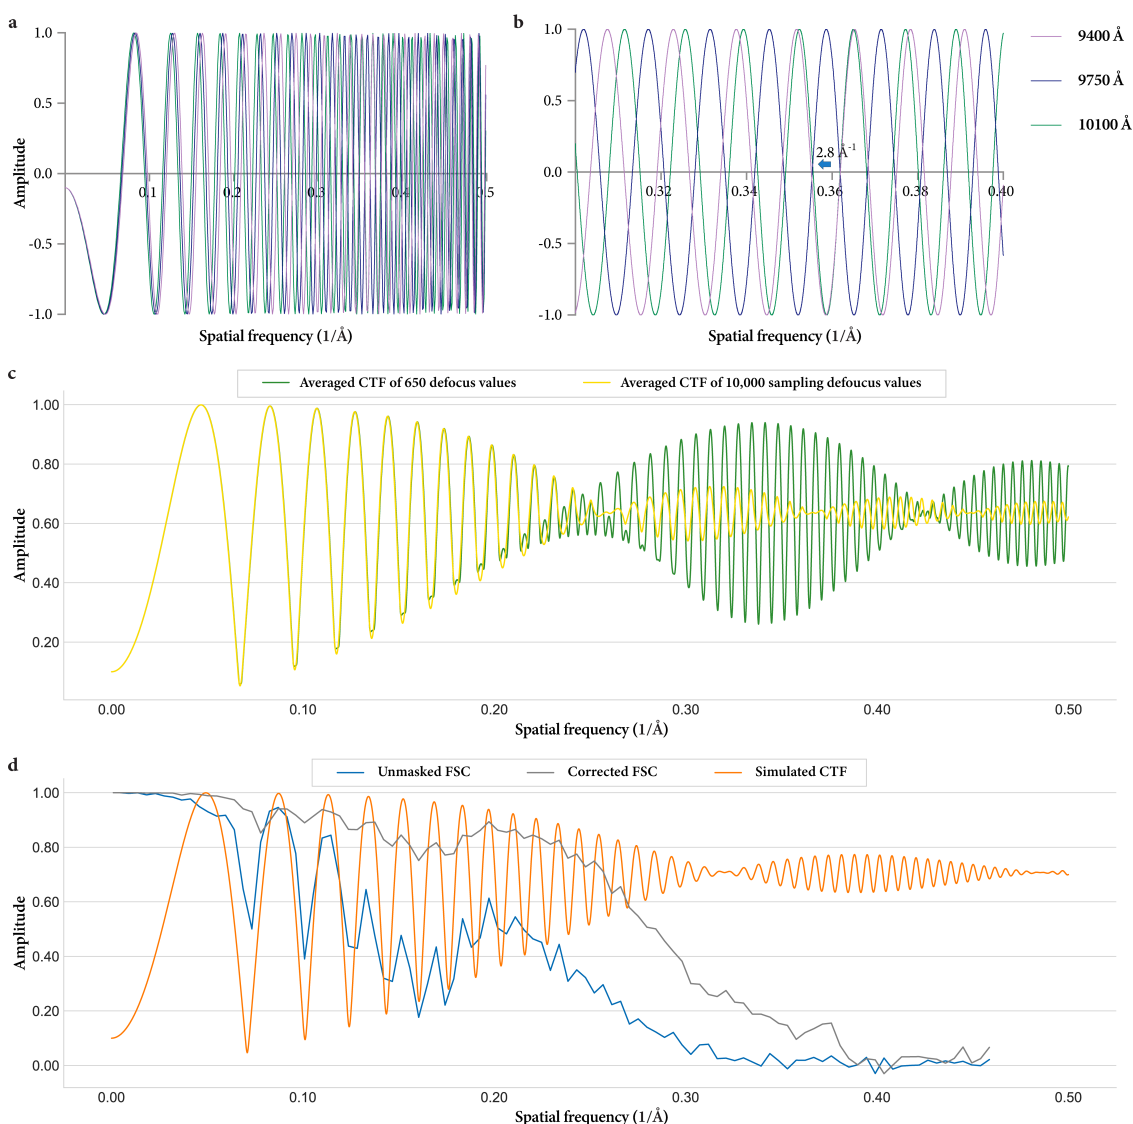 a
1.0
0.5
0.0
-0.5
-1.0
Amplitude
0.1
0.2
0.3
0.4
0.5
Spatial frequency (1/Å)
b
1.0
0.5
0.0
-0.5
-1.0
2.8 Å-1
0.32
0.34
0.36
0.38
0.40
Spatial frequency (1/Å)
9400 Å
9750 Å
10100 Å
c
Averaged CTF of 650 defocus values
Averaged CTF of 10,000 sampling defoucus values
1.00
0.80
0.60
0.40
0.20
Amplitude
0.00
0.10
0.20
0.30
0.40
0.50
Spatial frequency (1/Å)
d
Unmasked FSC
Corrected FSC
Simulated CTF
1.00
0.80
0.60
0.40
0.20
0.00
Amplitude
0.00
0.10
0.20
0.30
0.40
0.50
Spatial frequency (1/Å)